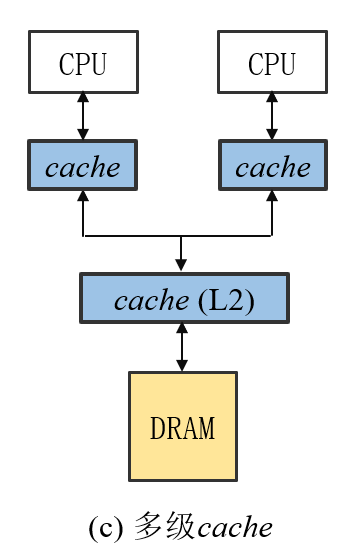 CPU CPU
cache cache
cache (L2)
DRAM
(c) 多级cache